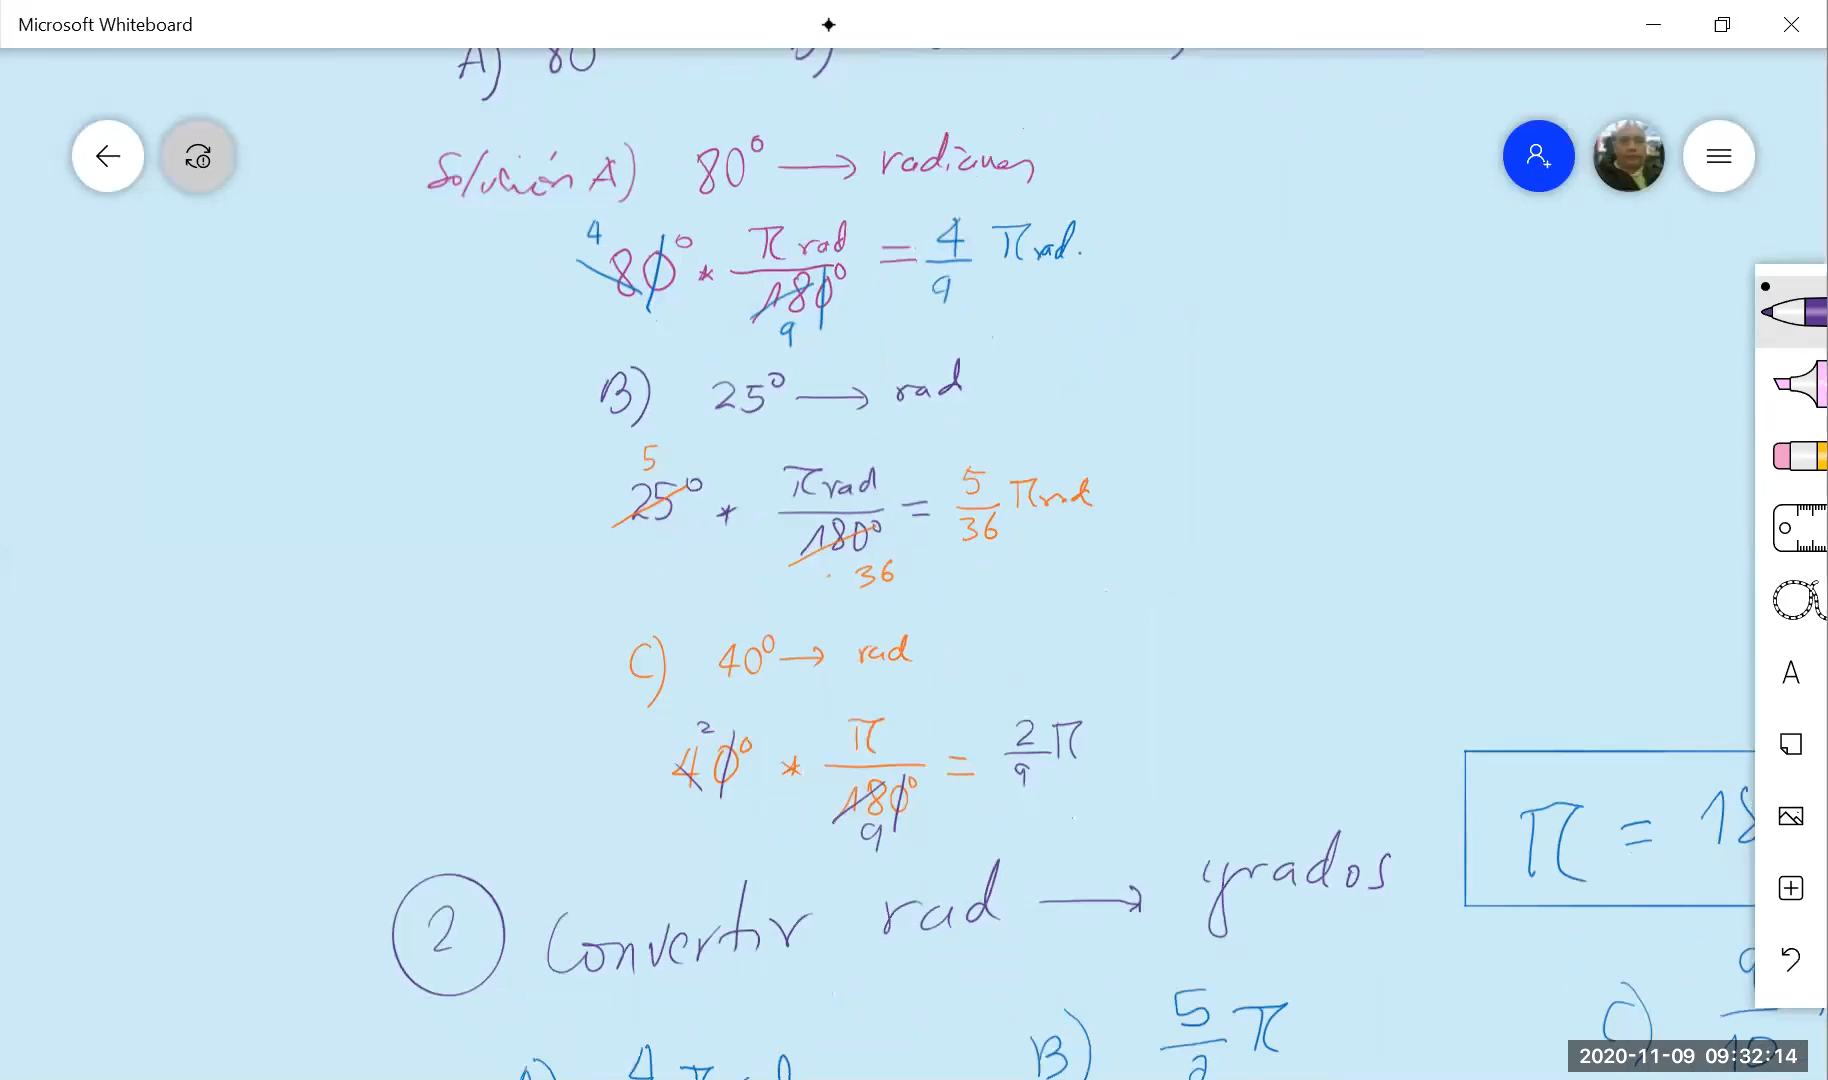 Microsoft Whiteboard
A) 80
Solución A) 80° → radianes
4
80° * π rad / 180° = 4/9 π rad.
9
B) 25° → rad
5
25° * π rad / 180° = 5/36 π rad
36
C) 40° → rad
2
40° * π / 180° = 2/9 π
9
π = 18
2 Convertir rad → grados
B) 5/2 π
C)
A
2020-11-09 09:32:14